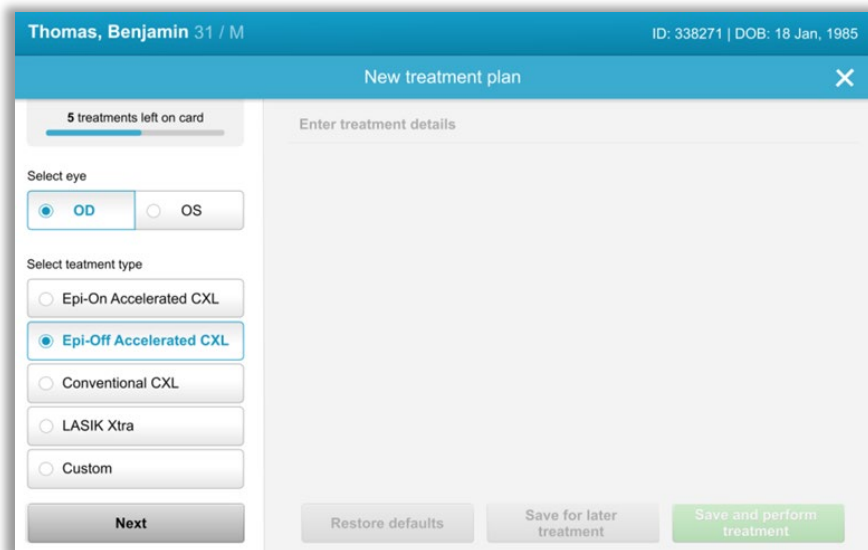 Thomas, Benjamin 31 / M
ID: 338271 | DOB: 18 Jan, 1985
New treatment plan
5 treatments left on card
Enter treatment details
Select eye
OD
OS
Select teatment type
Epi-On Accelerated CXL
Epi-Off Accelerated CXL
Conventional CXL
LASIK Xtra
Custom
Next
Restore defaults
Save for later
treatment
Save and perform
treatment